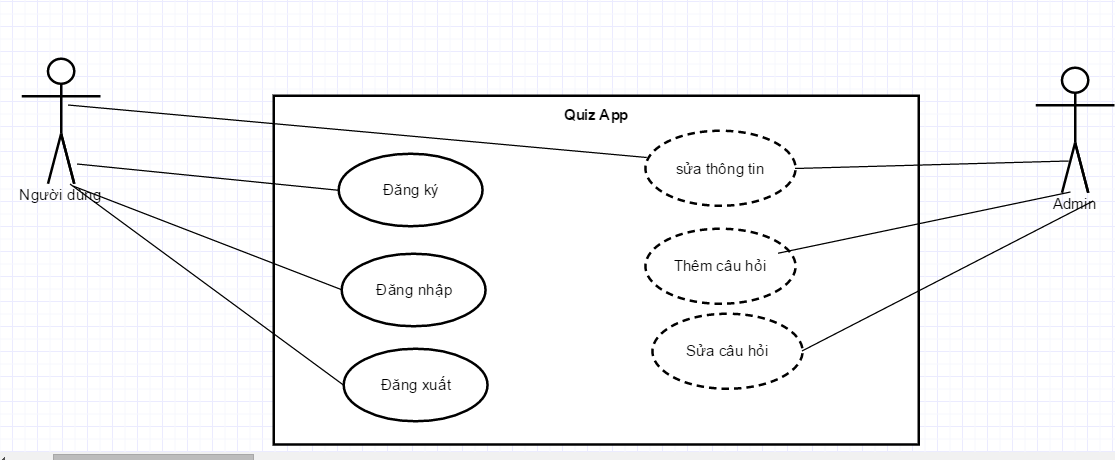 Quiz App
sửa thông tin
Đăng ký
Người dùng
Admin
Thêm câu hỏi
Đăng nhập
Sửa câu hỏi
Đăng xuất